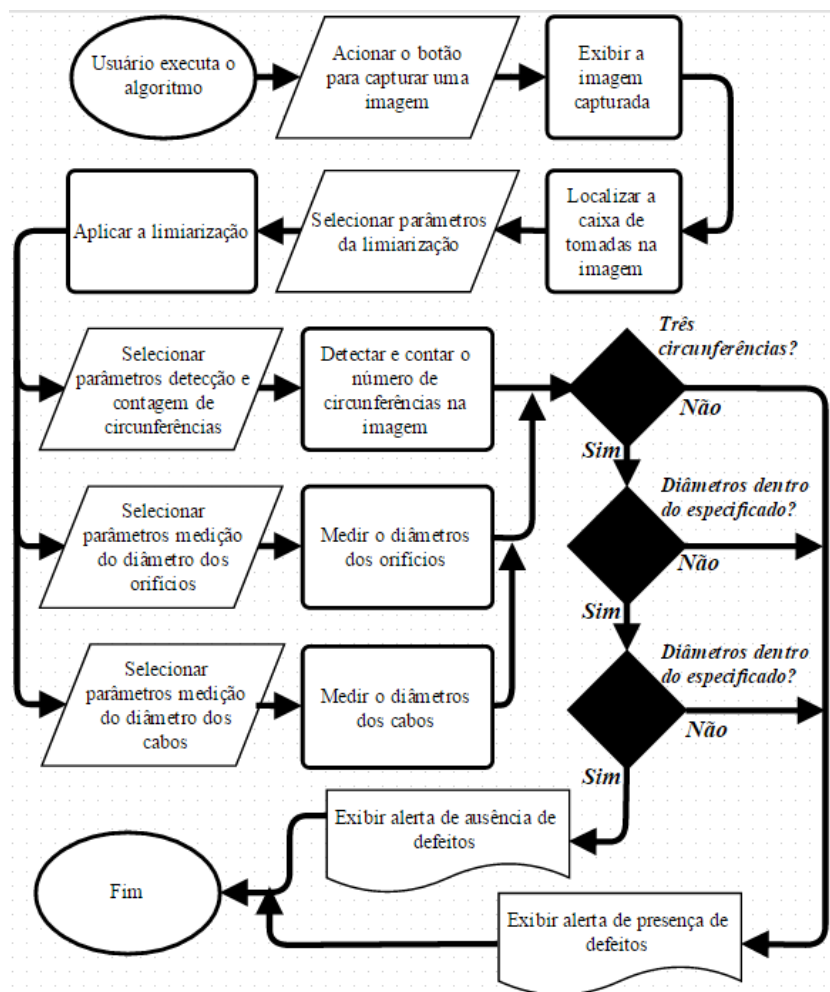 Usuário executa o
algoritmo
Acionar o botão
para capturar uma
imagem
Exibir a
imagem
capturada
Localizar a
caixa de
tomadas na
imagem
Selecionar parâmetros
da limiarização
Aplicar a limiarização
Selecionar
parâmetros detecção e
contagem de
circunferências
Detectar e contar o
número de
circunferências na
imagem
Três
circunferências?
Não
Sim
Selecionar
parâmetros medição
do diâmetro dos
orifícios
Medir o diâmetros
dos orifícios
Diâmetros dentro
do especificado?
Não
Sim
Selecionar
parâmetros medição
do diâmetro dos
cabos
Medir o diâmetros
dos cabos
Diâmetros dentro
do especificado?
Não
Sim
Exibir alerta de ausência de
defeitos
Fim
Exibir alerta de presença de
defeitos